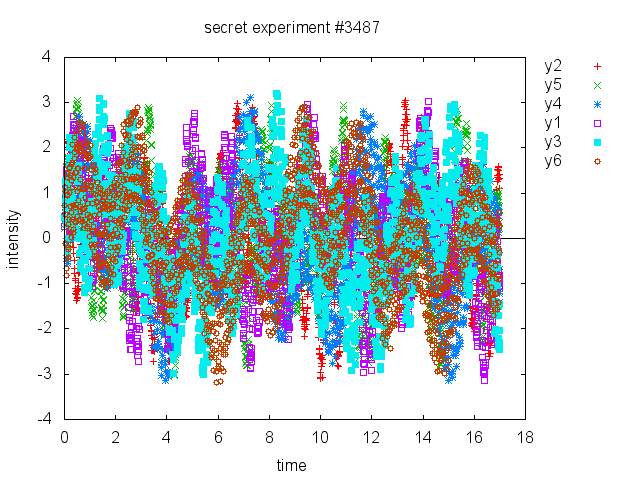 secret experiment #3487
y2
y5
y4
y1
y3
y6
4
3
2
1
0
-1
-2
-3
-4
intensity
0 2 4 6 8 10 12 14 16 18
time